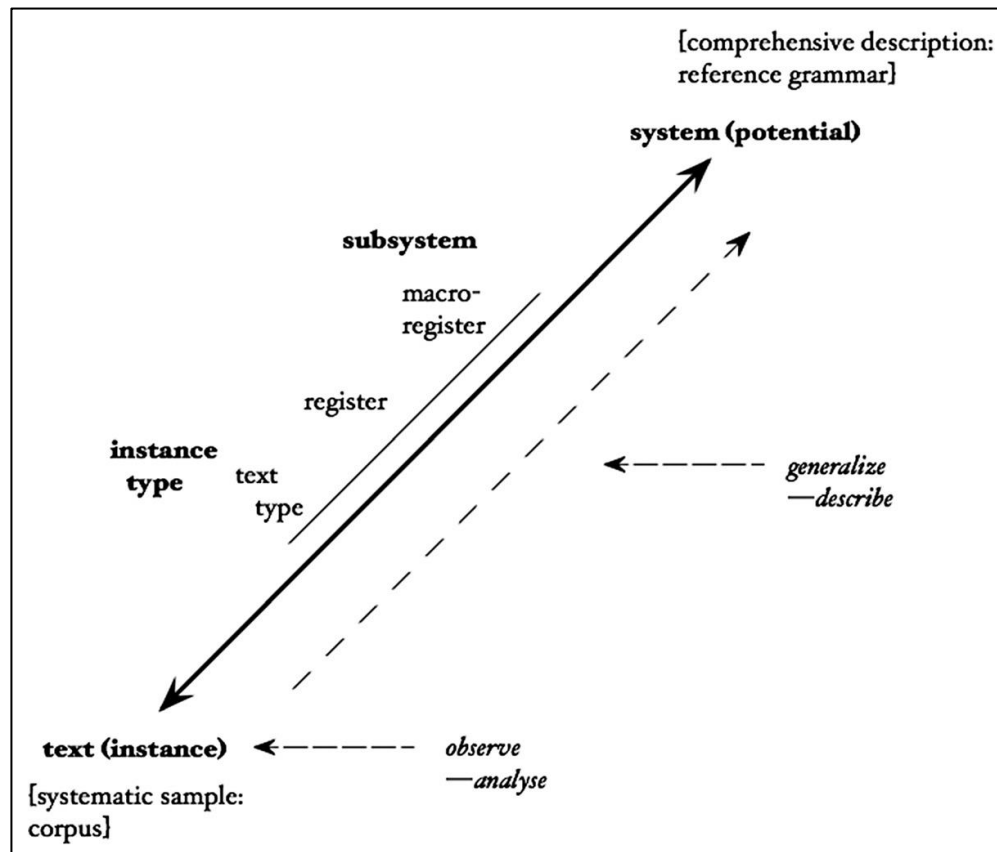 {comprehensive description:
reference grammar}
system (potential)
subsystem
macro-
register
register
instance
type
text
type
generalize
—describe
text (instance)
observe
—analyse
{systematic sample:
corpus}